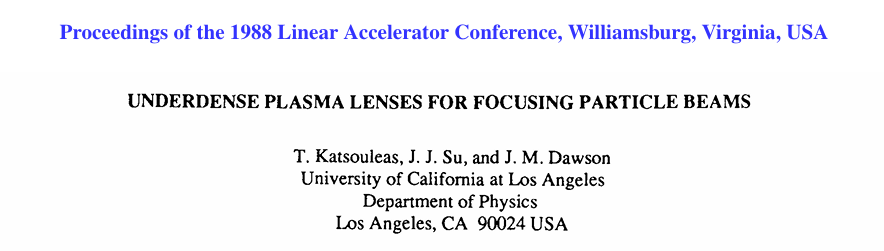 Proceedings of the 1988 Linear Accelerator Conference, Williamsburg, Virginia, USA
UNDERDENSE PLASMA LENSES FOR FOCUSING PARTICLE BEAMS
T. Katsouleas, J. J. Su, and J. M. Dawson
University of California at Los Angeles
Department of Physics
Los Angeles, CA 90024 USA